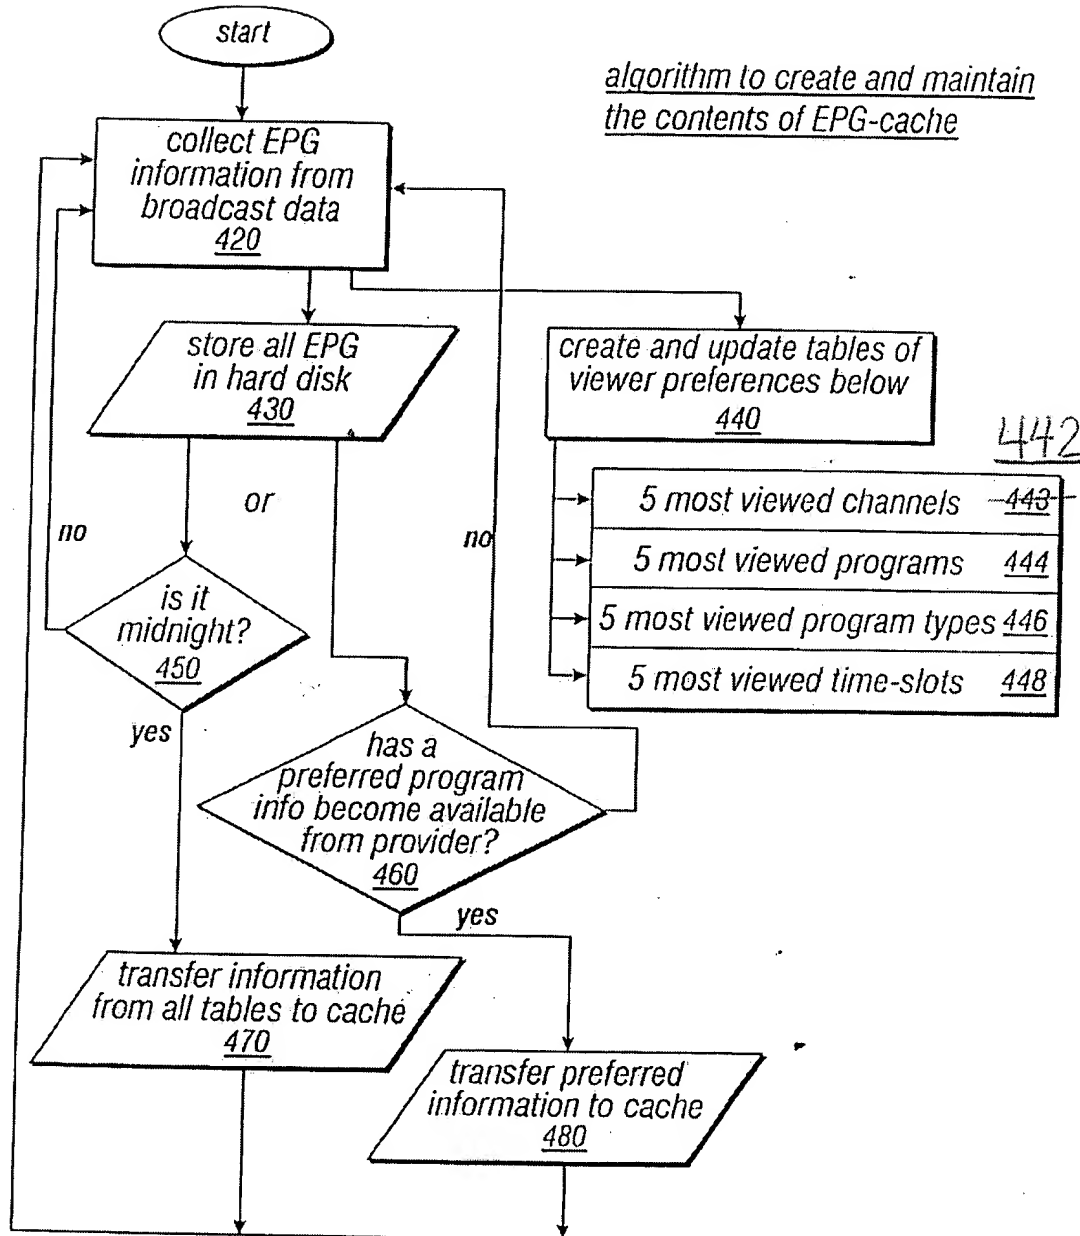 start
algorithm to create and maintain
the contents of EPG-cache
collect EPG
information from
broadcast data
420
store all EPG
in hard disk
430
create and update tables of
viewer preferences below
440
442
5 most viewed channels 443
5 most viewed programs 444
5 most viewed program types 446
5 most viewed time-slots 448
or
no
no
is it
midnight?
450
yes
has a
preferred program
info become available
from provider?
460
yes
transfer information
from all tables to cache
470
transfer preferred
information to cache
480